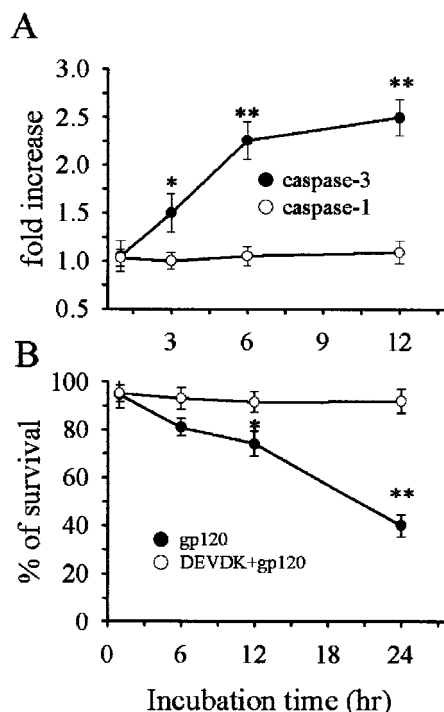 A
fold increase
3.0
2.5
2.0
1.5
1.0
0.5
*
**
**
caspase-3
caspase-1
3
6
9
12
B
% of survival
100
80
60
40
20
0
*
**
gp120
DEVDK+gp120
0
6
12
18
24
Incubation time (hr)